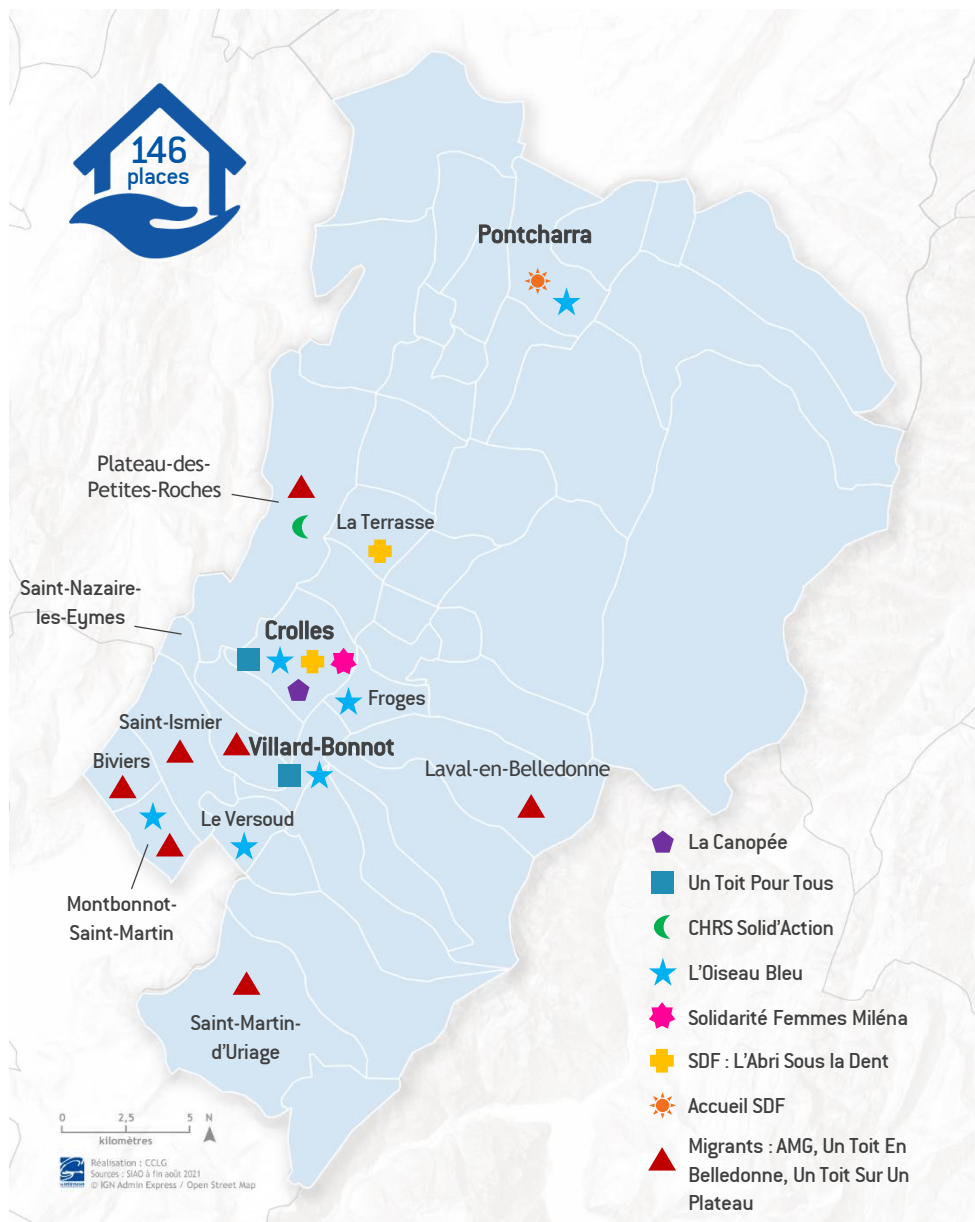 146
places
Pontcharra
Plateau-des-
Petites-Roches
La Terrasse
Saint-Nazaire-
les-Eymes
Crolles
Froges
Saint-Ismier
Villard-Bonnot
Biviers
Laval-en-Belledonne
Le Versoud
Montbonnot-
Saint-Martin
Saint-Martin-
d'Uriage
La Canopée
Un Toit Pour Tous
CHRS Solid'Action
L'Oiseau Bleu
Solidarité Femmes Miléna
SDF : L'Abri Sous la Dent
Accueil SDF
Migrants : AMG, Un Toit En
Belledonne, Un Toit Sur Un
Plateau
0 2,5 5 N
kilomètres
Réalisation : CCLG
Sources : SIAO à fin août 2021
© IGN Admin Express / Open Street Map